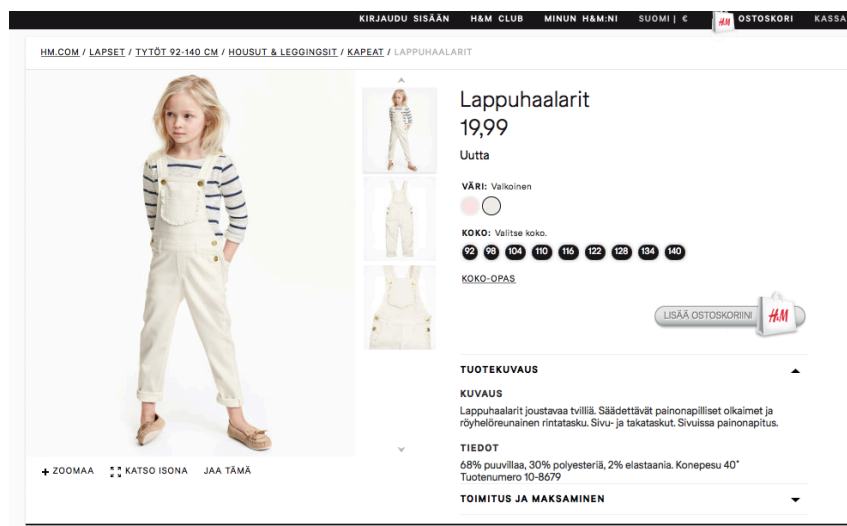 KIRJAUDU SISÄÄN H&M CLUB MINUN H&M:NI SUOMI | € H&M OSTOSKORI KASSA
HM.COM / LAPSET / TYTÖT 92-140 CM / HOUSUT & LEGGINGSIT / KAPEAT / LAPPUHAALARIT
Lappuhaalarit
19,99
Uutta
VÄRI: Valkoinen
KOKO: Valitse koko.
92 98 104 110 116 122 128 134 140
KOKO-OPAS
LISÄÄ OSTOSKORIINI H&M
TUOTEKUVAUS
KUVAUS
Lappuhaalarit joustavaa tvilliä. Säädettävät painonapilliset olkaimet ja
röyhelöreunainen rintatasku. Sivu- ja takataskut. Sivuissa painonapitus.
TIEDOT
68% puuvillaa, 30% polyesteriä, 2% elastaania. Konepesu 40°
Tuotenumero 10-8679
TOIMITUS JA MAKSAMINEN
+ ZOOMAA KATSO ISONA JAA TÄMÄ